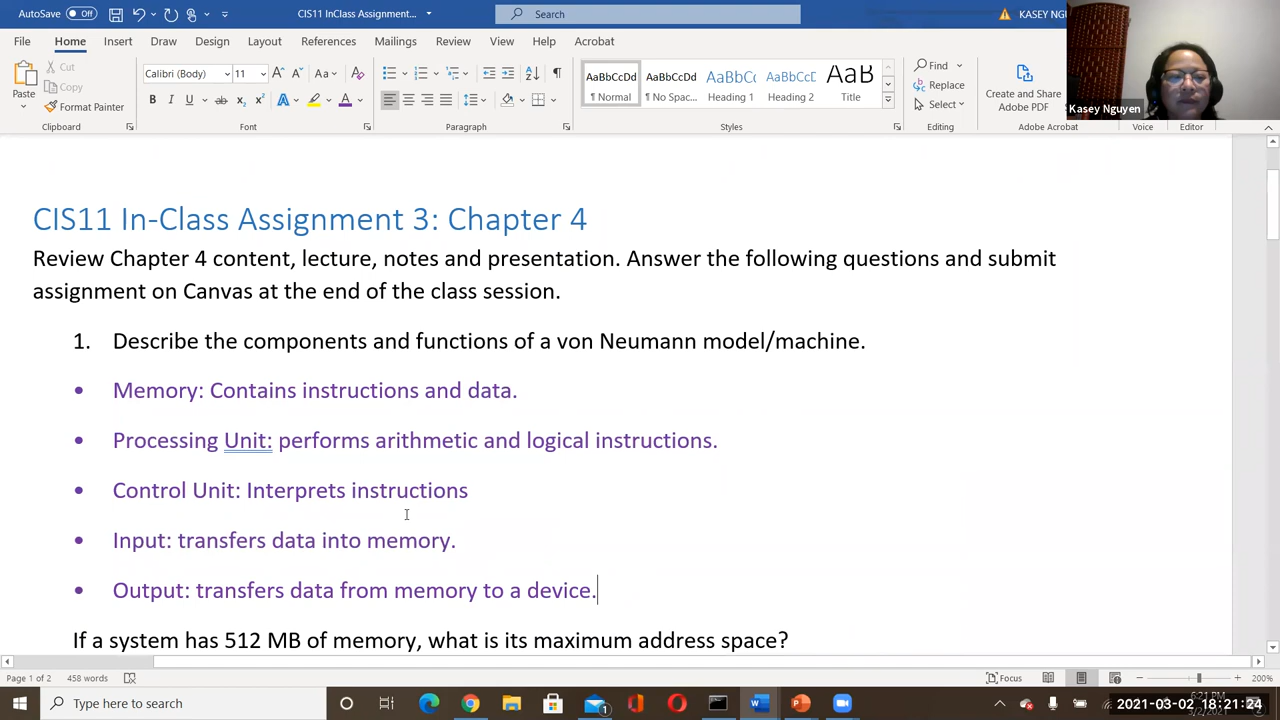 AutoSave Off CIS11 InClass Assignment... Search KASEY NG
File Home Insert Draw Design Layout References Mailings Review View Help Acrobat
Paste
Cut
Copy
Format Painter
Calibri (Body) 11
AaBbCcDd AaBbCcDd AaBbC AaBbCcD AaB
¶ Normal ¶ No Spac... Heading 1 Heading 2 Title
Find
Replace
Select
Create and Share
Adobe PDF
Clipboard Font Paragraph Styles Editing Adobe Acrobat Voice Editor
Kasey Nguyen
CIS11 In-Class Assignment 3: Chapter 4
Review Chapter 4 content, lecture, notes and presentation. Answer the following questions and submit
assignment on Canvas at the end of the class session.
1. Describe the components and functions of a von Neumann model/machine.
• Memory: Contains instructions and data.
• Processing Unit: performs arithmetic and logical instructions.
• Control Unit: Interprets instructions
• Input: transfers data into memory.
• Output: transfers data from memory to a device.
If a system has 512 MB of memory, what is its maximum address space?
Page 1 of 2 458 words Focus 200%
Type here to search
6:21 PM
2021-03-02 18:21:24